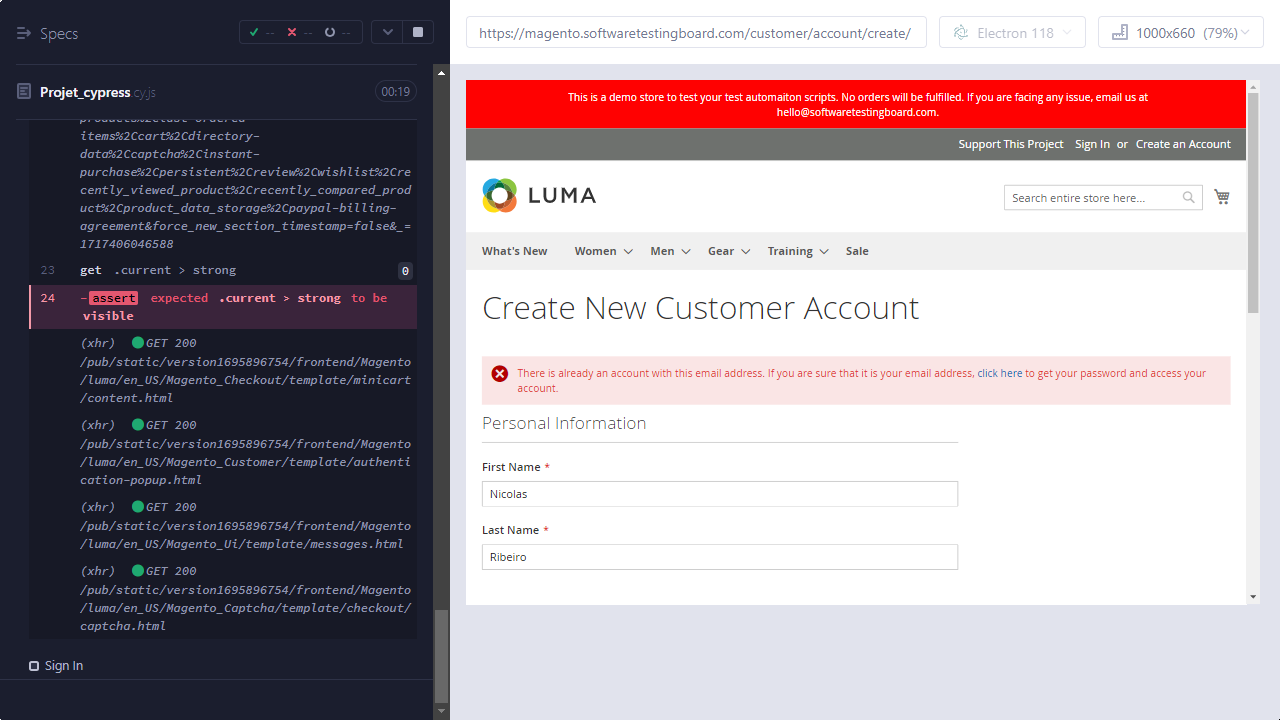 Specs
--
--
--
Projet_cypress.cy.js
00:19
products%2Clast-ordered-
items%2Ccart%2Cdirectory-
data%2Ccaptcha%2Cinstant-
purchase%2Cpersistent%2Creview%2Cwishlist%2Cre
cently_viewed_product%2Crecently_compared_prod
uct%2Cproduct_data_storage%2Cpaypal-billing-
agreement&force_new_section_timestamp=false&_=
1717406046588
23 get .current > strong 0
24 -assert expected .current > strong to be
visible
(xhr) GET 200
/pub/static/version1695896754/frontend/Magento
/luma/en_US/Magento_Checkout/template/minicart
/content.html
(xhr) GET 200
/pub/static/version1695896754/frontend/Magento
/luma/en_US/Magento_Customer/template/authenti
cation-popup.html
(xhr) GET 200
/pub/static/version1695896754/frontend/Magento
/luma/en_US/Magento_Ui/template/messages.html
(xhr) GET 200
/pub/static/version1695896754/frontend/Magento
/luma/en_US/Magento_Captcha/template/checkout/
captcha.html
Sign In
https://magento.softwaretestingboard.com/customer/account/create/
Electron 118
1000x660 (79%)
This is a demo store to test your test automaiton scripts. No orders will be fulfilled. If you are facing any issue, email us at
hello@softwaretestingboard.com.
Support This Project Sign In or Create an Account
LUMA
Search entire store here...
What's New Women Men Gear Training Sale
Create New Customer Account
There is already an account with this email address. If you are sure that it is your email address, click here to get your password and access your
account.
Personal Information
First Name *
Nicolas
Last Name *
Ribeiro